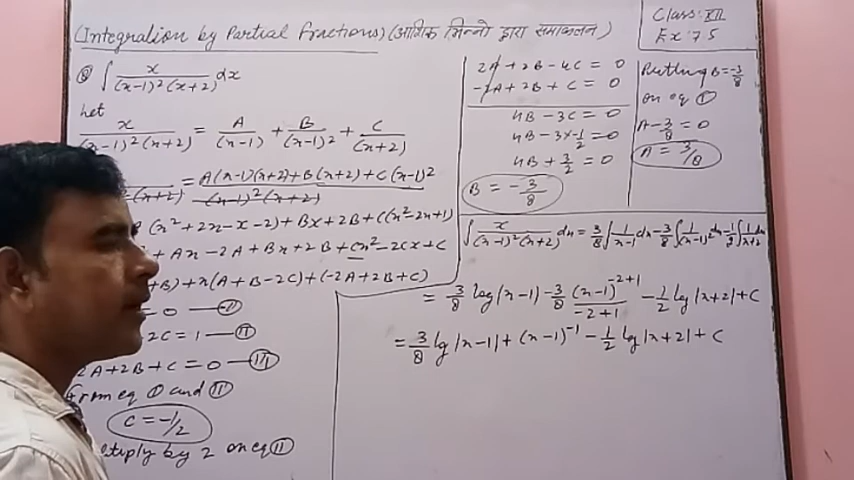 (Integration by Partial Fractions) (आंशिक भिन्नो द्वारा समाकलन)
Class: XII
Ex: 7.5
Q ∫ x/((x-1)²(x+2)) dx
Let
x/((x-1)²(x+2)) = A/(x-1) + B/(x-1)² + C/(x+2)
(x+2) = (A(x-1)(x+2)+B(x+2)+C(x-1)²)/((x-1)²(x+2))
(x²+2x-x-2)+Bx+2B+C(x²-2x+1)
+ Ax-2A+Bx+2B+Cx²-2Cx+C
+B)+x(A+B-2C)+(-2A+2B+C)
= 0 — (I)
2C = 1 — (II)
2A+2B+C = 0 — (III)
from eq (I) and (II)
C = -1/2
multiply by 2 on eq (II)
2A+2B-4C = 0
-2A+2B+C = 0
4B-3C = 0
4B-3×-1/2 = 0
4B+3/2 = 0
B = -3/8
Putting B = -3/8
on eq (I)
A-3/8 = 0
A = 3/8
∫ x/((x-1)²(x+2)) dx = 3/8 ∫ 1/(x-1) dx - 3/8 ∫ 1/(x-1)² dx - 1/2 ∫ 1/(x+2) dx
= 3/8 log|x-1| - 3/8 (x-1)^(-2+1)/(-2+1) - 1/2 log|x+2|+C
= 3/8 log|x-1| + (x-1)⁻¹ - 1/2 log|x+2|+C